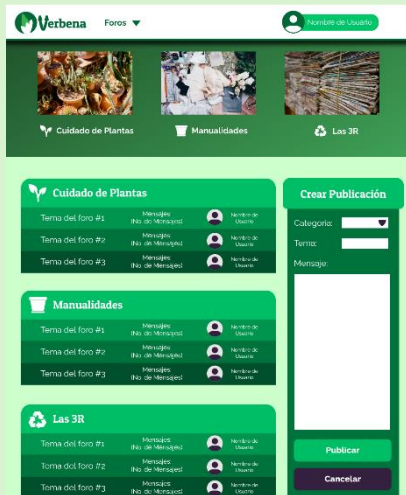 Verbena
Foros
Nombre de Usuario
Cuidado de Plantas
Manualidades
Las 3R
Cuidado de Plantas
Tema del foro #1
Mensajes
(No. de Mensajes)
Nombre de
Usuario
Tema del foro #2
Mensajes
(No. de Mensajes)
Nombre de
Usuario
Tema del foro #3
Mensajes
(No. de Mensajes)
Nombre de
Usuario
Manualidades
Tema del foro #1
Mensajes
(No. de Mensajes)
Nombre de
Usuario
Tema del foro #2
Mensajes
(No. de Mensajes)
Nombre de
Usuario
Tema del foro #3
Mensajes
(No. de Mensajes)
Nombre de
Usuario
Las 3R
Tema del foro #1
Mensajes
(No. de Mensajes)
Nombre de
Usuario
Tema del foro #2
Mensajes
(No. de Mensajes)
Nombre de
Usuario
Tema del foro #3
Mensajes
(No. de Mensajes)
Nombre de
Usuario
Crear Publicación
Categoría:
Tema:
Mensaje:
Publicar
Cancelar